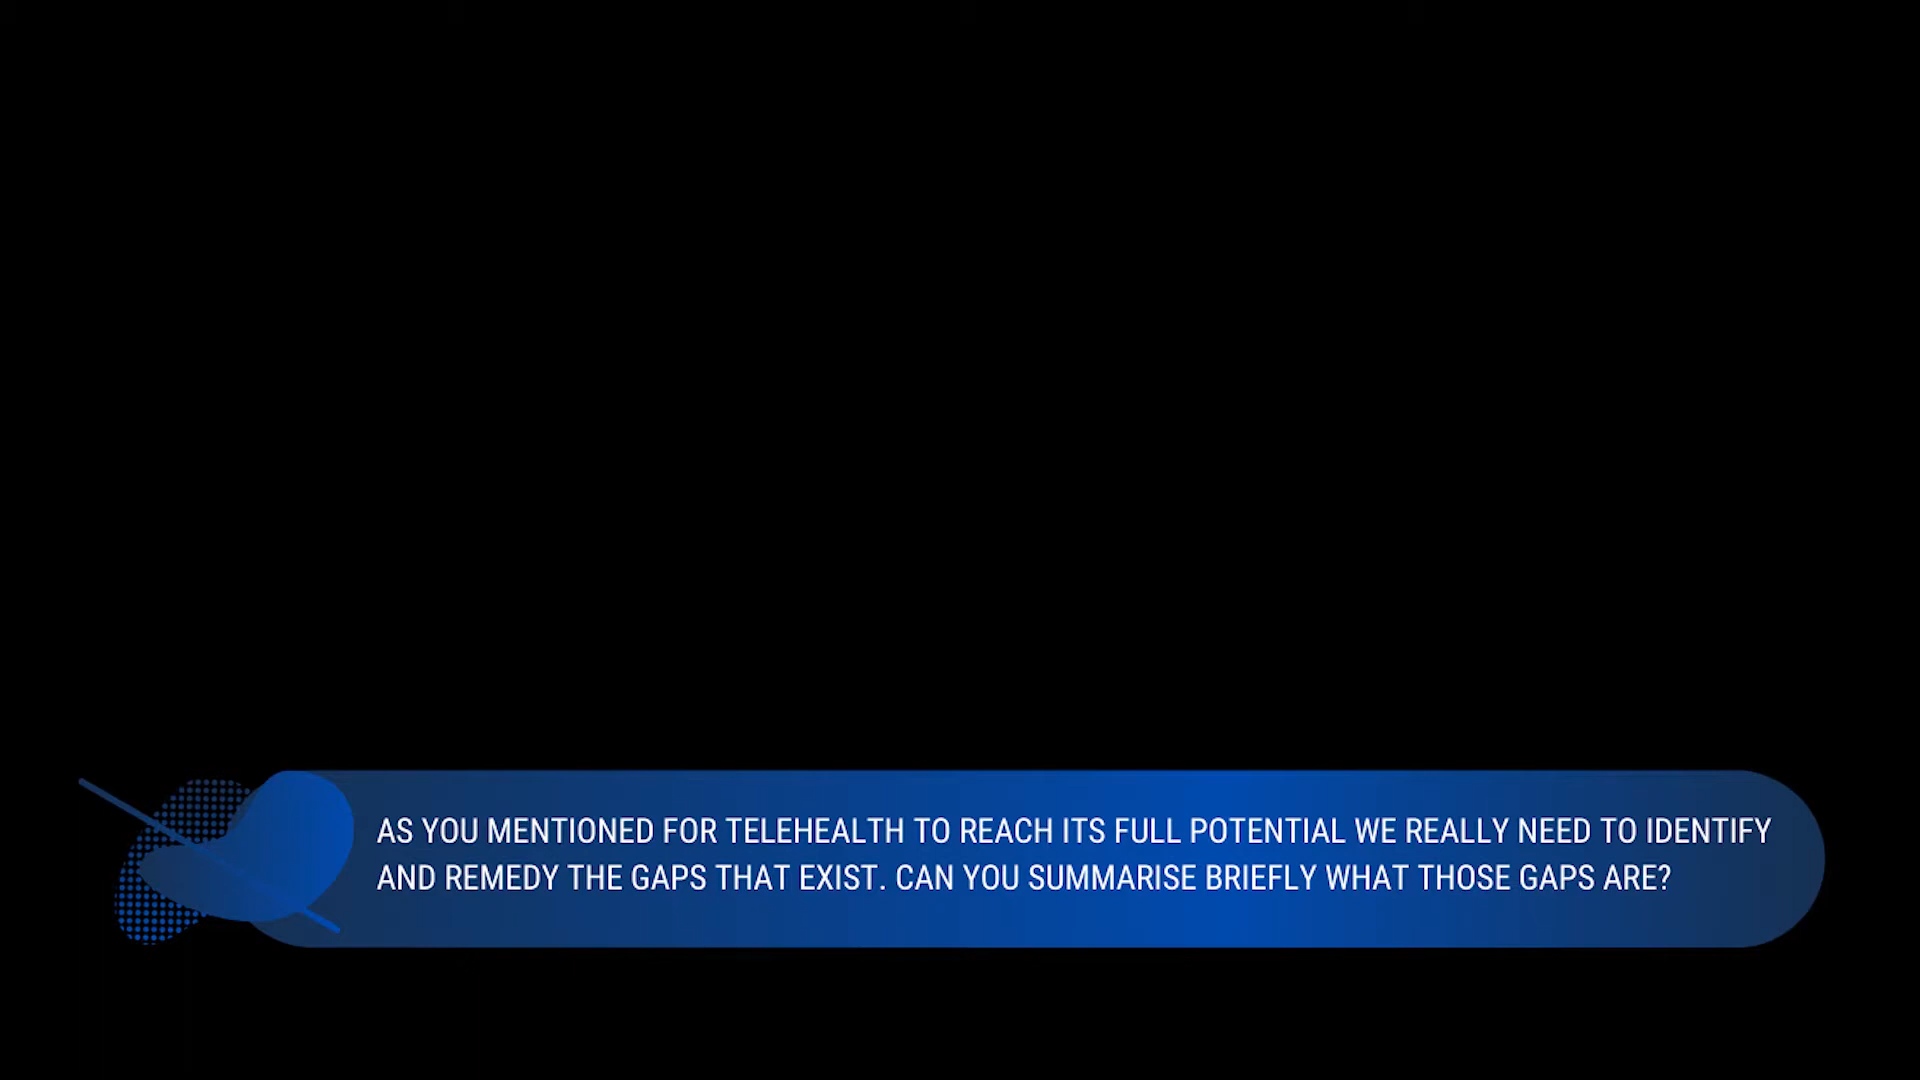 AS YOU MENTIONED FOR TELEHEALTH TO REACH ITS FULL POTENTIAL WE REALLY NEED TO IDENTIFY
AND REMEDY THE GAPS THAT EXIST. CAN YOU SUMMARISE BRIEFLY WHAT THOSE GAPS ARE?